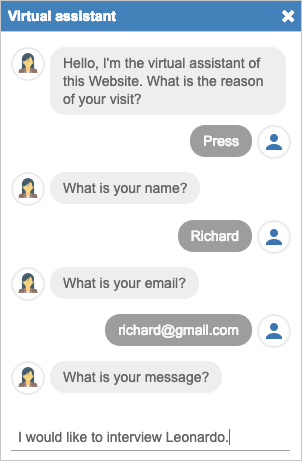 Virtual assistant
Hello, I'm the virtual assistant of
this Website. What is the reason
of your visit?
Press
What is your name?
Richard
What is your email?
richard@gmail.com
What is your message?
I would like to interview Leonardo.